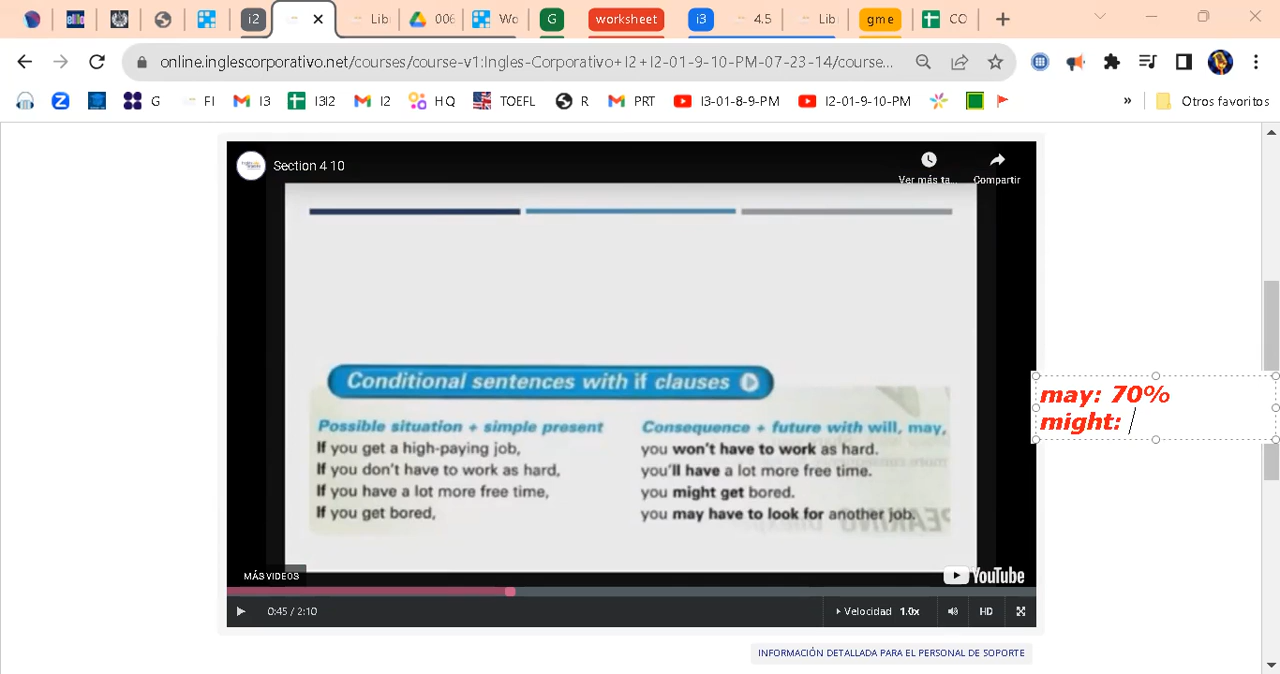 i2
Lib
006
Wo
G
worksheet
i3
4.5
Lib
gme
CO
online.inglescorporativo.net/courses/course-v1:Ingles-Corporativo+I2+I2-01-9-10-PM-07-23-14/course...
G
FI
I3
I3I2
I2
HQ
TOEFL
R
PRT
I3-01-8-9-PM
I2-01-9-10-PM
»
Otros favoritos
Section 4 10
Ver más ta...
Compartir
Conditional sentences with if clauses
Possible situation + simple present
Consequence + future with will, may,
If you get a high-paying job,
you won't have to work as hard.
If you don't have to work as hard,
you'll have a lot more free time.
If you have a lot more free time,
you might get bored.
If you get bored,
you may have to look for another job.
may: 70%
might:
MÁS VIDEOS
YouTube
0:45 / 2:10
Velocidad 1.0x
HD
INFORMACIÓN DETALLADA PARA EL PERSONAL DE SOPORTE